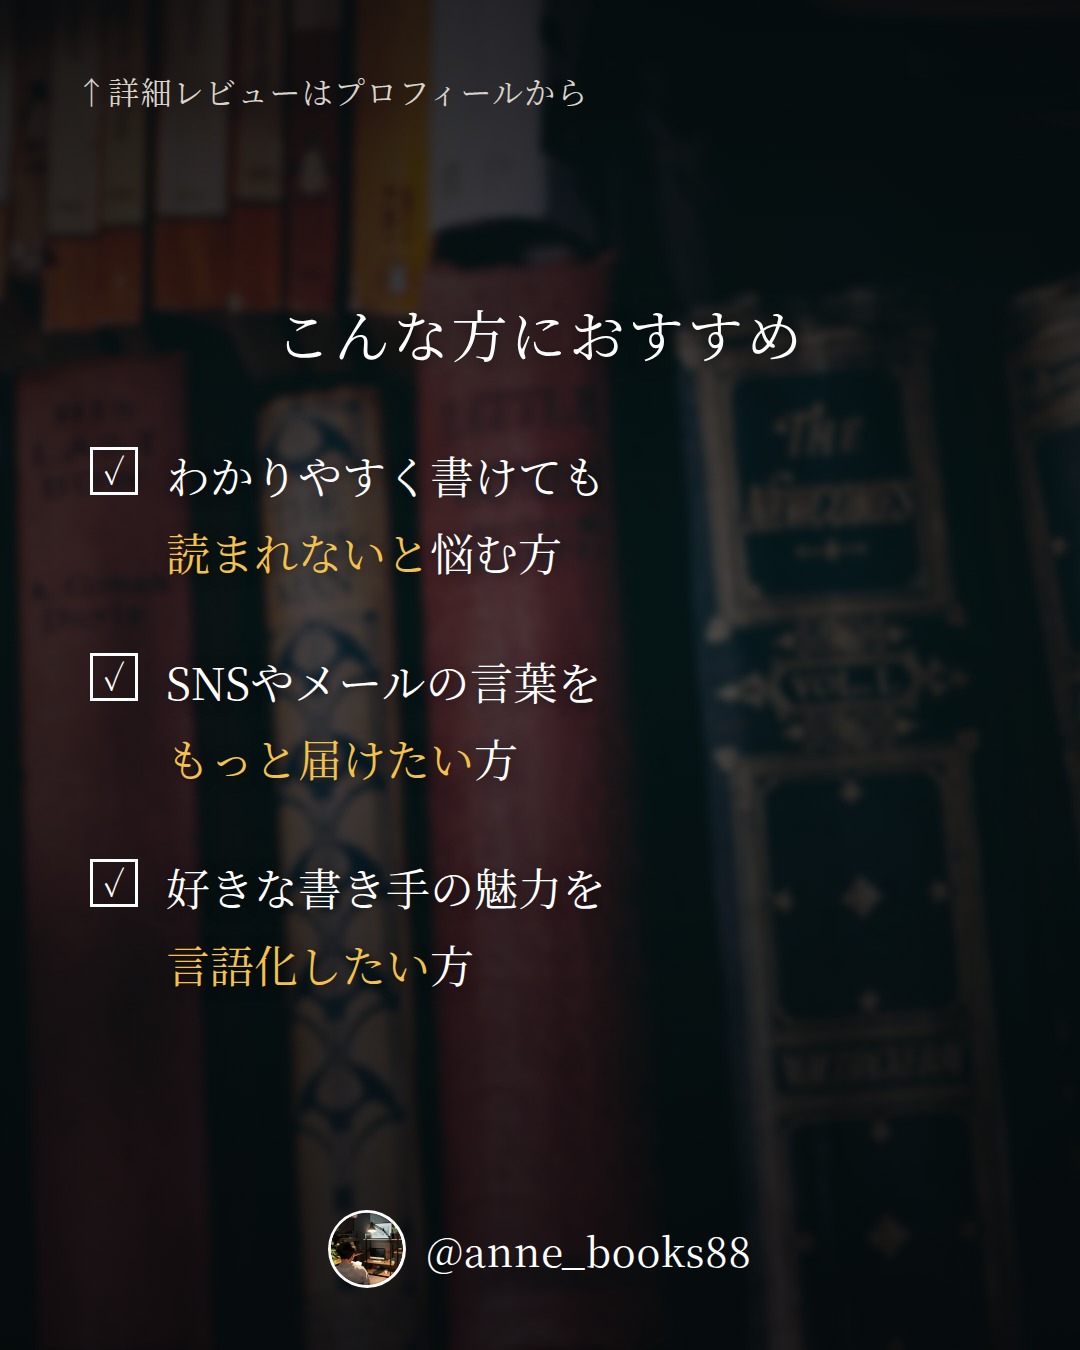 ↑詳細レビューはプロフィールから
こんな方におすすめ
✓ わかりやすく書けても
読まれないと悩む方
✓ SNSやメールの言葉を
もっと届けたい方
✓ 好きな書き手の魅力を
言語化したい方
THE
NEWCOMES
VOL. I.
@anne_books88